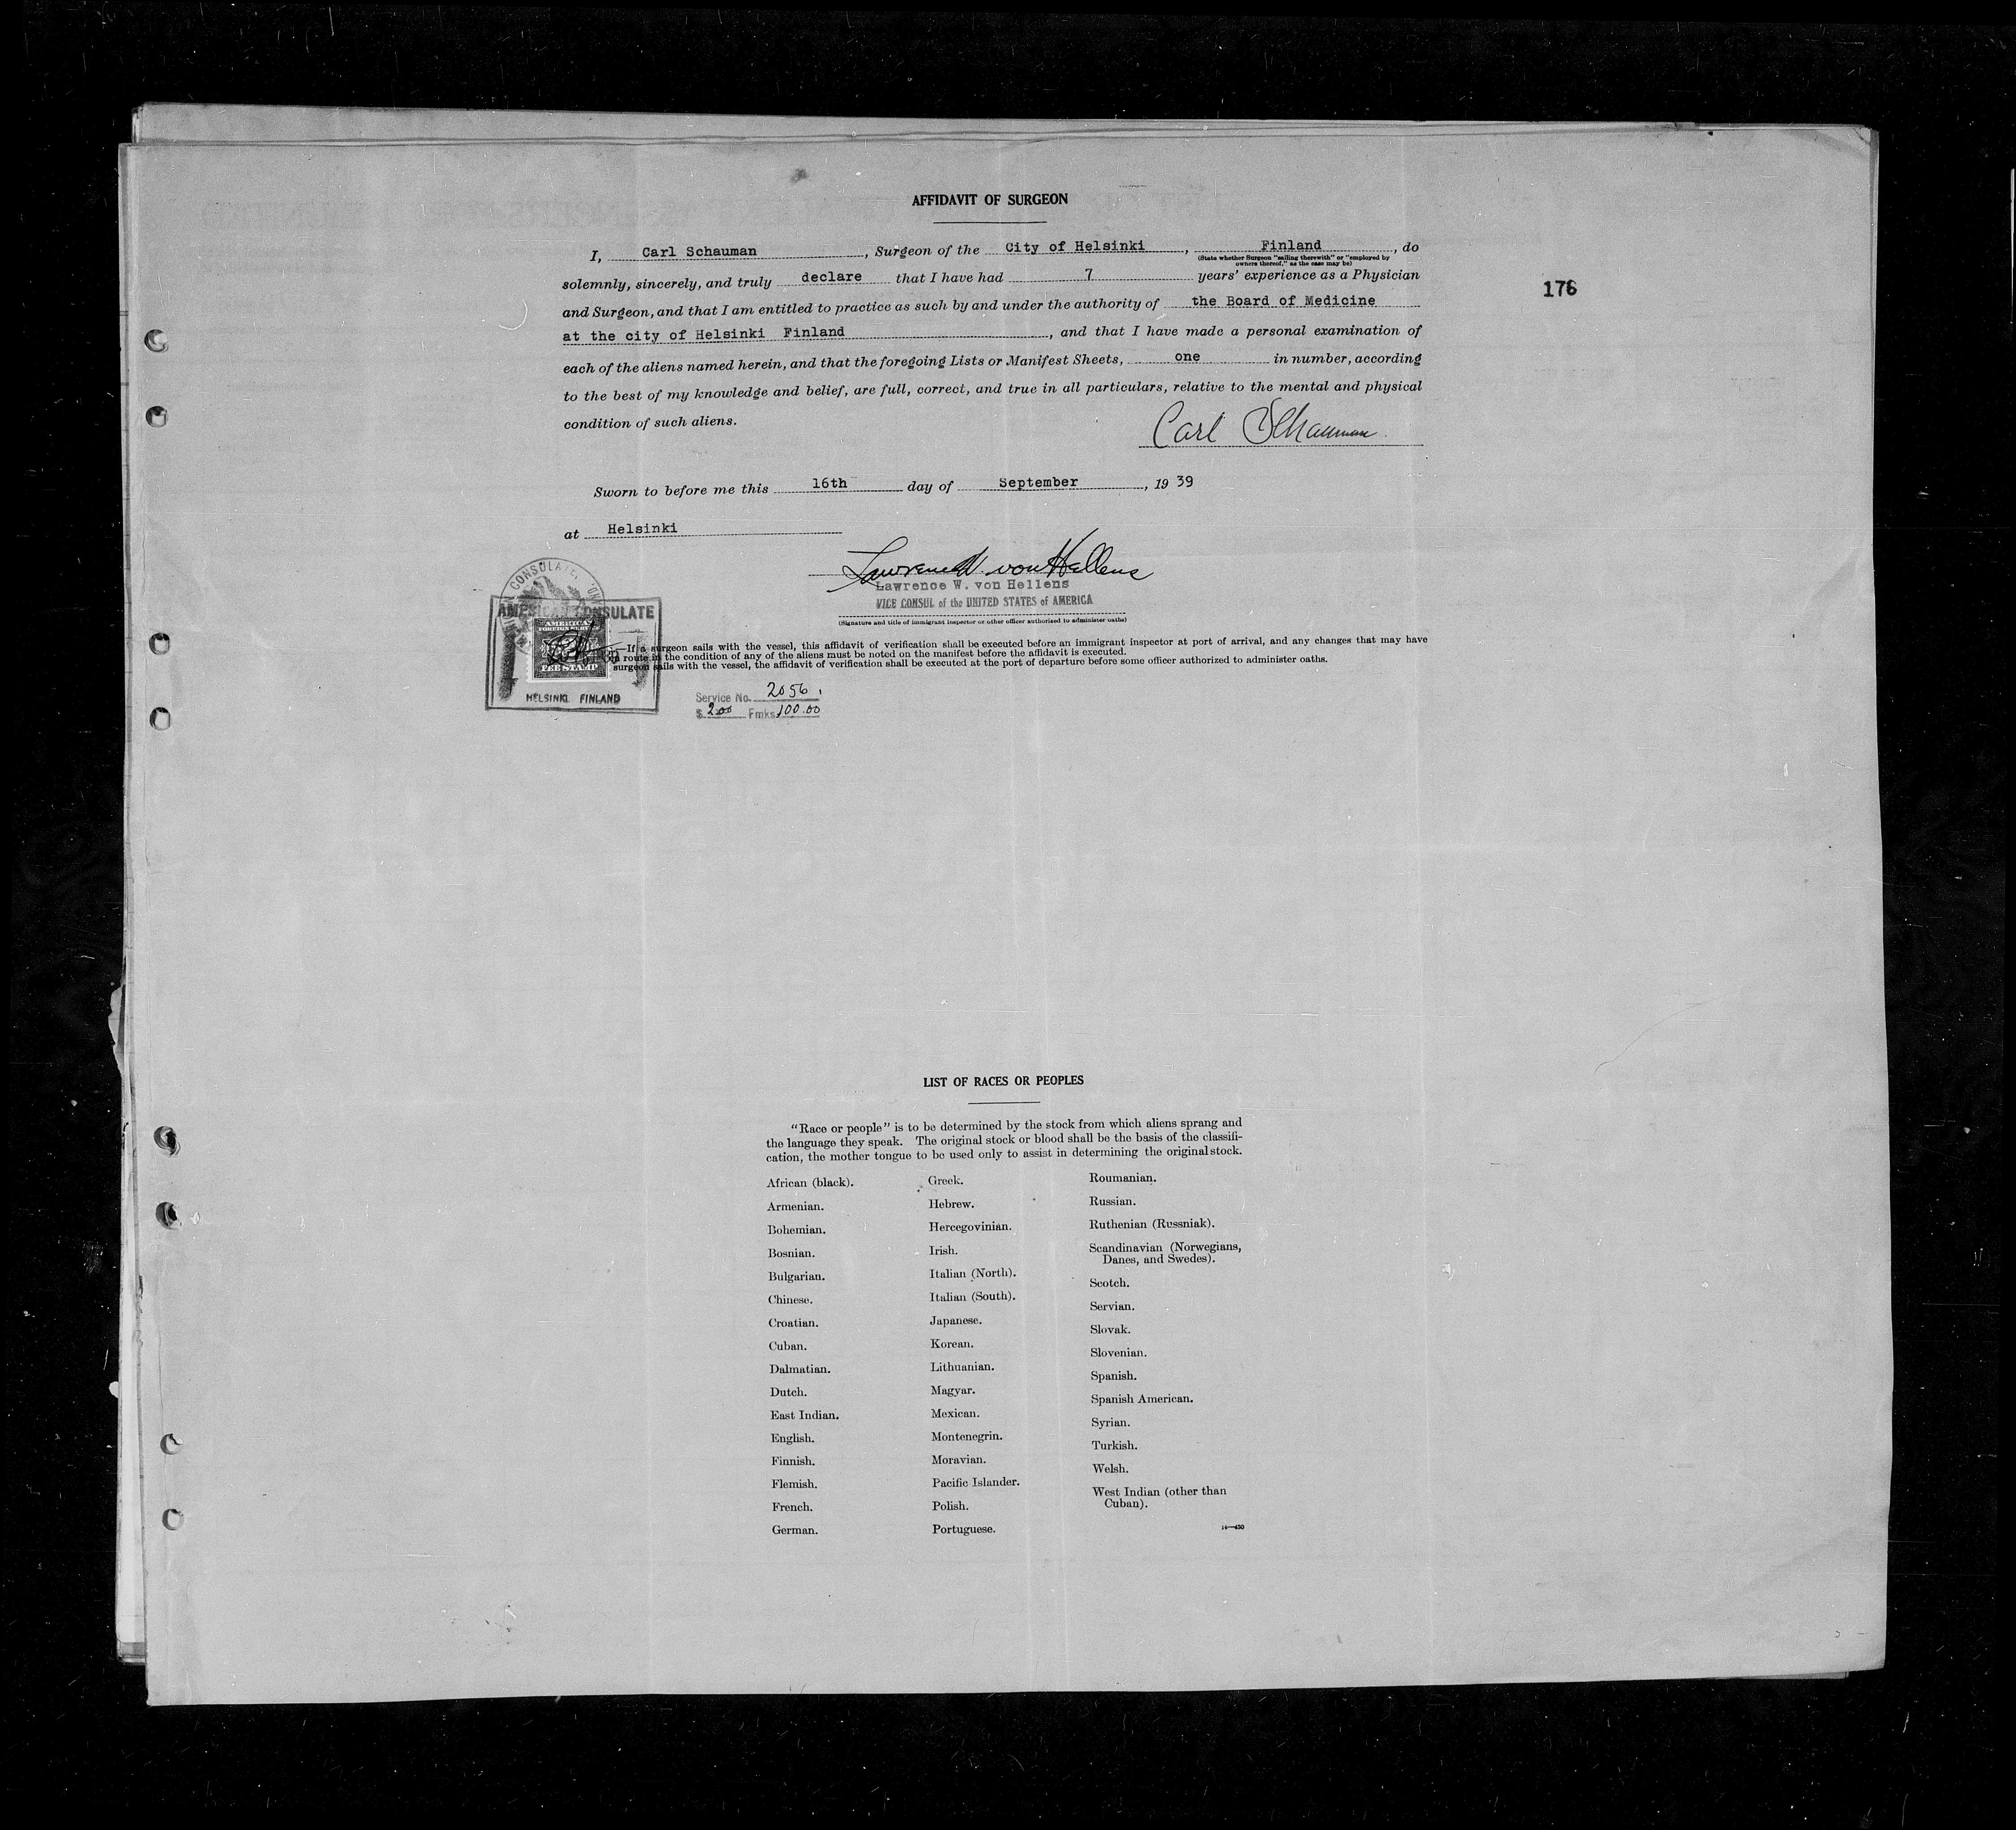 AFFIDAVIT OF SURGEON
I, Carl Schauman, Surgeon of the City of Helsinki, Finland, do
(State whether Surgeon "sailing therewith" or "employed by
owners thereof," as the case may be)
solemnly, sincerely, and truly declare that I have had 7 years' experience as a Physician
176
and Surgeon, and that I am entitled to practice as such by and under the authority of the Board of Medicine
at the city of Helsinki Finland, and that I have made a personal examination of
each of the aliens named herein, and that the foregoing Lists or Manifest Sheets, one in number, according
to the best of my knowledge and belief, are full, correct, and true in all particulars, relative to the mental and physical
condition of such aliens.
Carl Schauman
Sworn to before me this 16th day of September, 19 39
at Helsinki
Lawrence W. von Hellens
Lawrence W. von Hellens
VICE CONSUL of the UNITED STATES of AMERICA
(Signature and title of immigrant inspector or other officer authorized to administer oaths)
CONSULATE
AMERICAN CONSULATE
AMERICAN
FOREIGN SERVICE
FEE STAMP
HELSINKI, FINLAND
—If a surgeon sails with the vessel, this affidavit of verification shall be executed before an immigrant inspector at port of arrival, and any changes that may have
route in the condition of any of the aliens must be noted on the manifest before the affidavit is executed.
surgeon sails with the vessel, the affidavit of verification shall be executed at the port of departure before some officer authorized to administer oaths.
Service No. 2056.
$ 2.00 Fmks 100.00
LIST OF RACES OR PEOPLES
"Race or people" is to be determined by the stock from which aliens sprang and
the language they speak. The original stock or blood shall be the basis of the classifi-
cation, the mother tongue to be used only to assist in determining the original stock.
African (black).
Armenian.
Bohemian.
Bosnian.
Bulgarian.
Chinese.
Croatian.
Cuban.
Dalmatian.
Dutch.
East Indian.
English.
Finnish.
Flemish.
French.
German.
Greek.
Hebrew.
Hercegovinian.
Irish.
Italian (North).
Italian (South).
Japanese.
Korean.
Lithuanian.
Magyar.
Mexican.
Montenegrin.
Moravian.
Pacific Islander.
Polish.
Portuguese.
Roumanian.
Russian.
Ruthenian (Russniak).
Scandinavian (Norwegians,
Danes, and Swedes).
Scotch.
Servian.
Slovak.
Slovenian.
Spanish.
Spanish American.
Syrian.
Turkish.
Welsh.
West Indian (other than
Cuban).
14—430